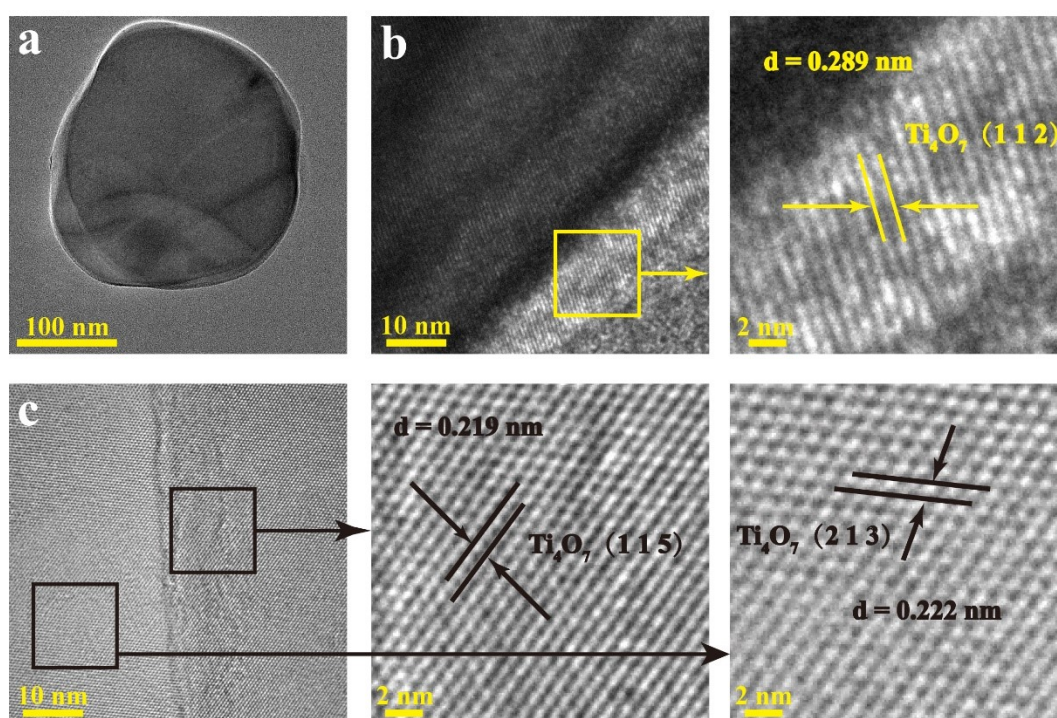 a
100 nm
b
10 nm
d = 0.289 nm
Ti₄O₇ (1 1 2)
2 nm
c
10 nm
d = 0.219 nm
Ti₄O₇ (1 1 5)
2 nm
Ti₄O₇ (2 1 3)
d = 0.222 nm
2 nm